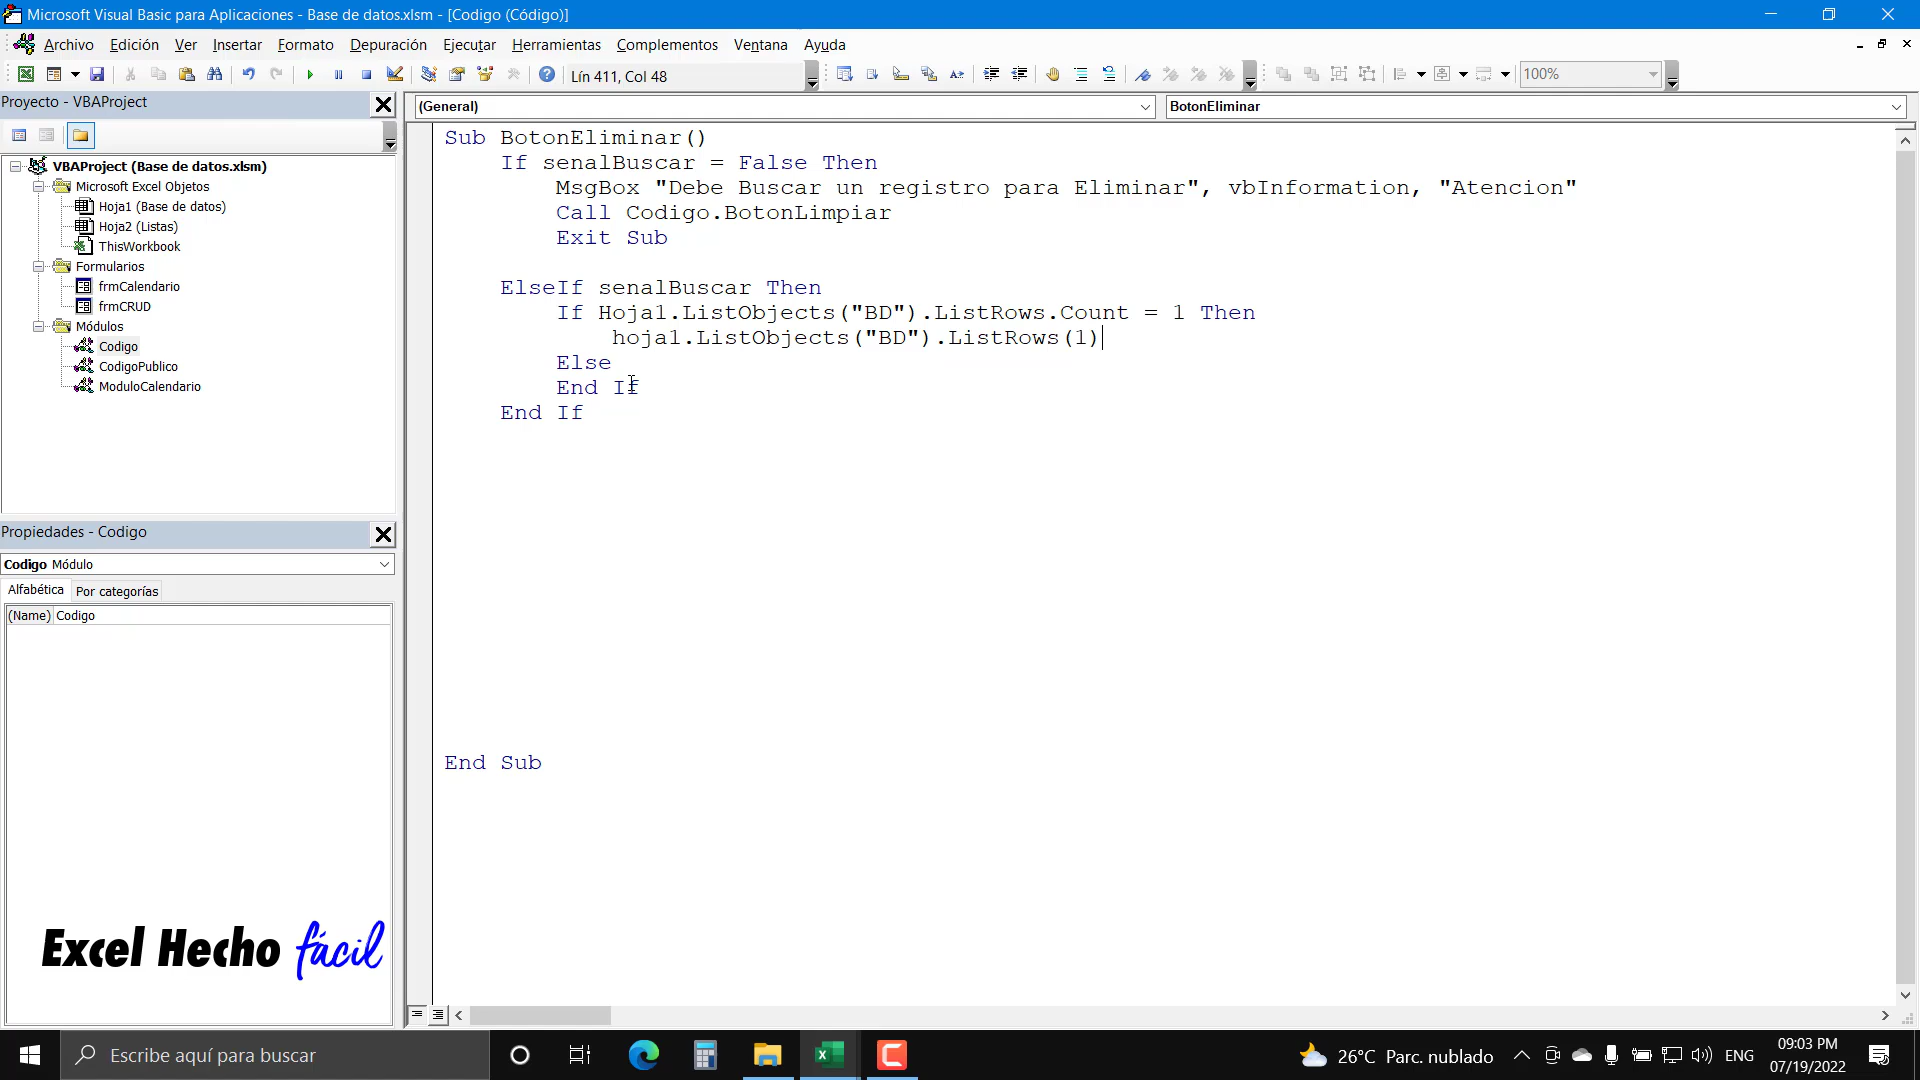 Microsoft Visual Basic para Aplicaciones - Base de datos.xlsm - [Codigo (Código)]
Archivo Edición Ver Insertar Formato Depuración Ejecutar Herramientas Complementos Ventana Ayuda
Lín 411, Col 48
100%
Proyecto - VBAProject
VBAProject (Base de datos.xlsm)
Microsoft Excel Objetos
Hoja1 (Base de datos)
Hoja2 (Listas)
ThisWorkbook
Formularios
frmCalendario
frmCRUD
Módulos
Codigo
CodigoPublico
ModuloCalendario
Propiedades - Codigo
Codigo Módulo
Alfabética Por categorías
(Name) Codigo
Excel Hecho fácil
(General) BotonEliminar
Sub BotonEliminar()
If senalBuscar = False Then
MsgBox "Debe Buscar un registro para Eliminar", vbInformation, "Atencion"
Call Codigo.BotonLimpiar
Exit Sub
ElseIf senalBuscar Then
If Hoja1.ListObjects("BD").ListRows.Count = 1 Then
hoja1.ListObjects("BD").ListRows(1)
Else
End If
End If
End Sub
Escribe aquí para buscar
26°C Parc. nublado
ENG
09:03 PM
07/19/2022